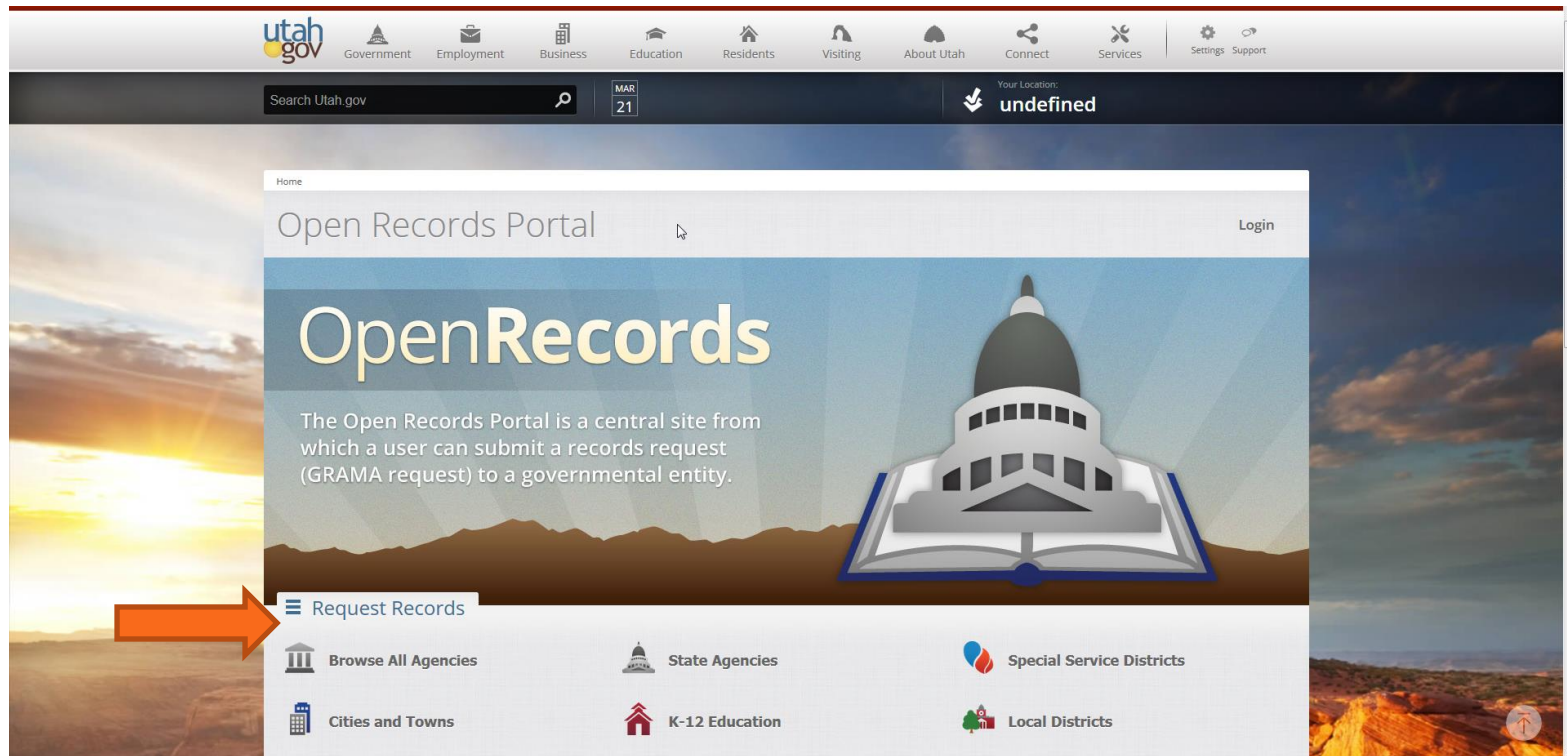 utah
gov
Government Employment Business Education Residents Visiting About Utah Connect Services Settings Support
Search Utah.gov
MAR
21
Your Location:
undefined
Home
Open Records Portal
Login
OpenRecords
The Open Records Portal is a central site from
which a user can submit a records request
(GRAMA request) to a governmental entity.
Request Records
Browse All Agencies State Agencies Special Service Districts
Cities and Towns K-12 Education Local Districts